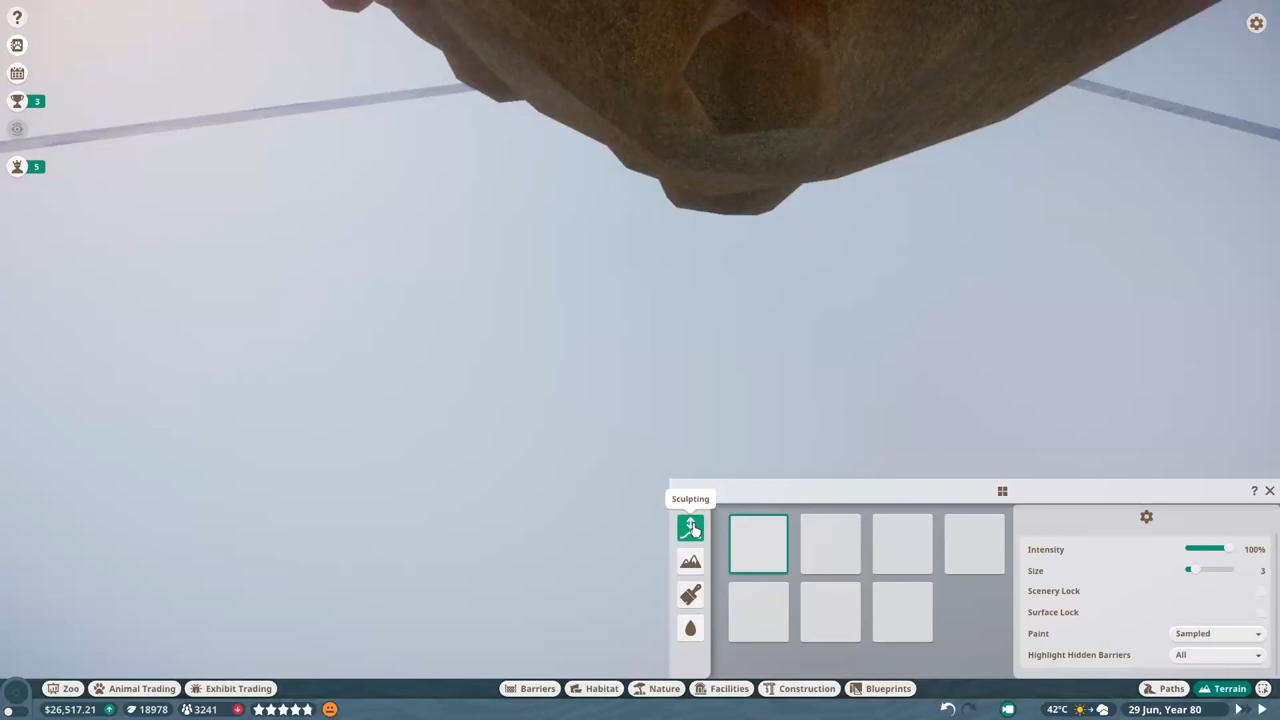 ?
3
5
Sculpting
?
Intensity 100%
Size 3
Scenery Lock
Surface Lock
Paint Sampled
Highlight Hidden Barriers All
Zoo Animal Trading Exhibit Trading Barriers Habitat Nature Facilities Construction Blueprints Paths Terrain
$26,517.21 18978 3241 42°C 29 Jun, Year 80